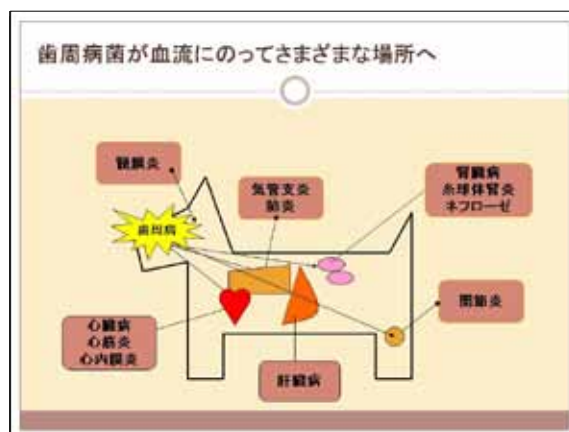 歯周病菌が血流にのってさまざまな場所へ
髄膜炎
歯周病
気管支炎
肺炎
腎臓病
糸球体腎炎
ネフローゼ
関節炎
心臓病
心筋炎
心内膜炎
肝臓病